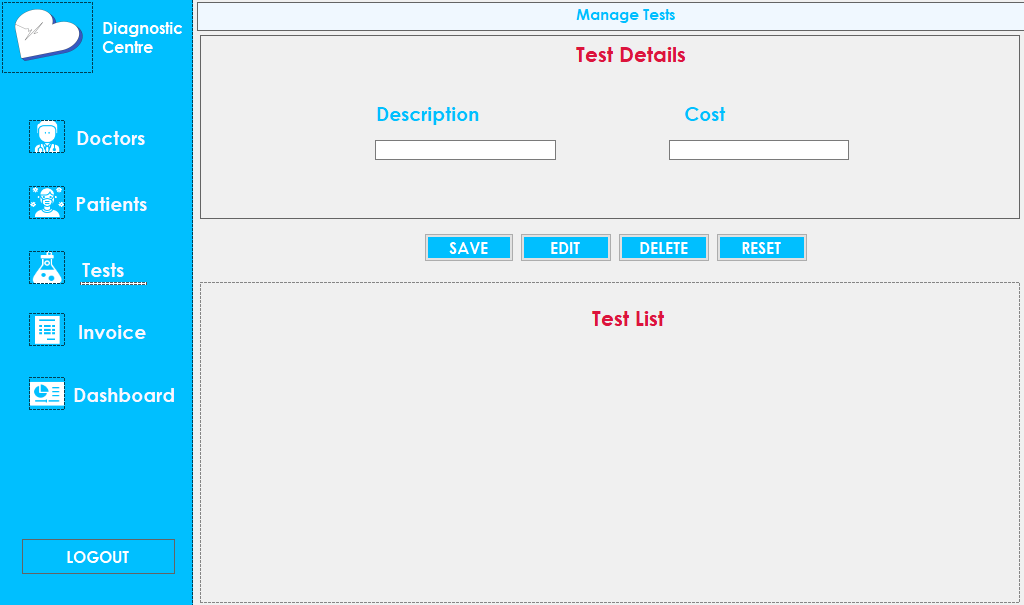 Diagnostic
Centre
Doctors
Patients
Tests
Invoice
Dashboard
LOGOUT
Manage Tests
Test Details
Description
Cost
SAVE
EDIT
DELETE
RESET
Test List